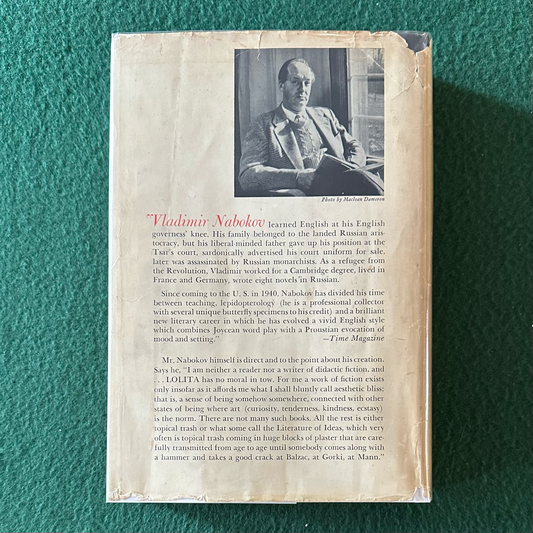 Photo by Maclean Dameron
"Vladimir Nabokov learned English at his English
governess' knee. His family belonged to the landed Russian aris-
tocracy, but his liberal-minded father gave up his position at the
Tsar's court, sardonically advertised his court uniform for sale,
later was assassinated by Russian monarchists. As a refugee from
the Revolution, Vladimir worked for a Cambridge degree, lived in
France and Germany, wrote eight novels in Russian.
Since coming to the U. S. in 1940, Nabokov has divided his time
between teaching, lepidopterology (he is a professional collector
with several unique butterfly specimens to his credit) and a brilliant
new literary career in which he has evolved a vivid English style
which combines Joycean word play with a Proustian evocation of
mood and setting." —Time Magazine
Mr. Nabokov himself is direct and to the point about his creation.
Says he, "I am neither a reader nor a writer of didactic fiction, and
. . . LOLITA has no moral in tow. For me a work of fiction exists
only insofar as it affords me what I shall bluntly call aesthetic bliss:
that is, a sense of being somehow somewhere, connected with other
states of being where art (curiosity, tenderness, kindness, ecstasy)
is the norm. There are not many such books. All the rest is either
topical trash or what some call the Literature of Ideas, which very
often is topical trash coming in huge blocks of plaster that are care-
fully transmitted from age to age until somebody comes along with
a hammer and takes a good crack at Balzac, at Gorki, at Mann."